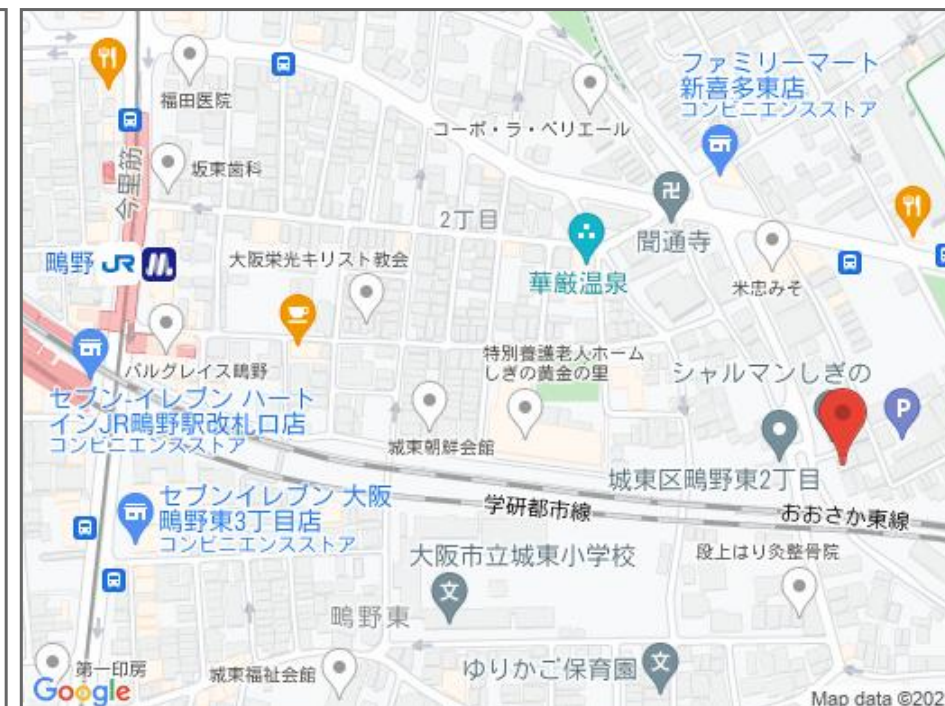 福田医院
ファミリーマート
新喜多東店
コンビニエンスストア
コーポ・ラ・ペリエール
今里筋
坂東歯科
2丁目
卍
聞通寺
鴫野 JR
大阪栄光キリスト教会
華厳温泉
米忠みそ
バルグレイス鴫野
特別養護老人ホーム
しぎの黄金の里
シャルマンしぎの
セブン-イレブン ハート
インJR鴫野駅改札口店
コンビニエンスストア
P
城東朝鮮会館
城東区鴫野東2丁目
セブンイレブン 大阪
鴫野東3丁目店
コンビニエンスストア
学研都市線
おおさか東線
大阪市立城東小学校
段上はり灸整骨院
文
鴫野東
第一印房
城東福祉会館
ゆりかご保育園
文
Google
Map data ©202